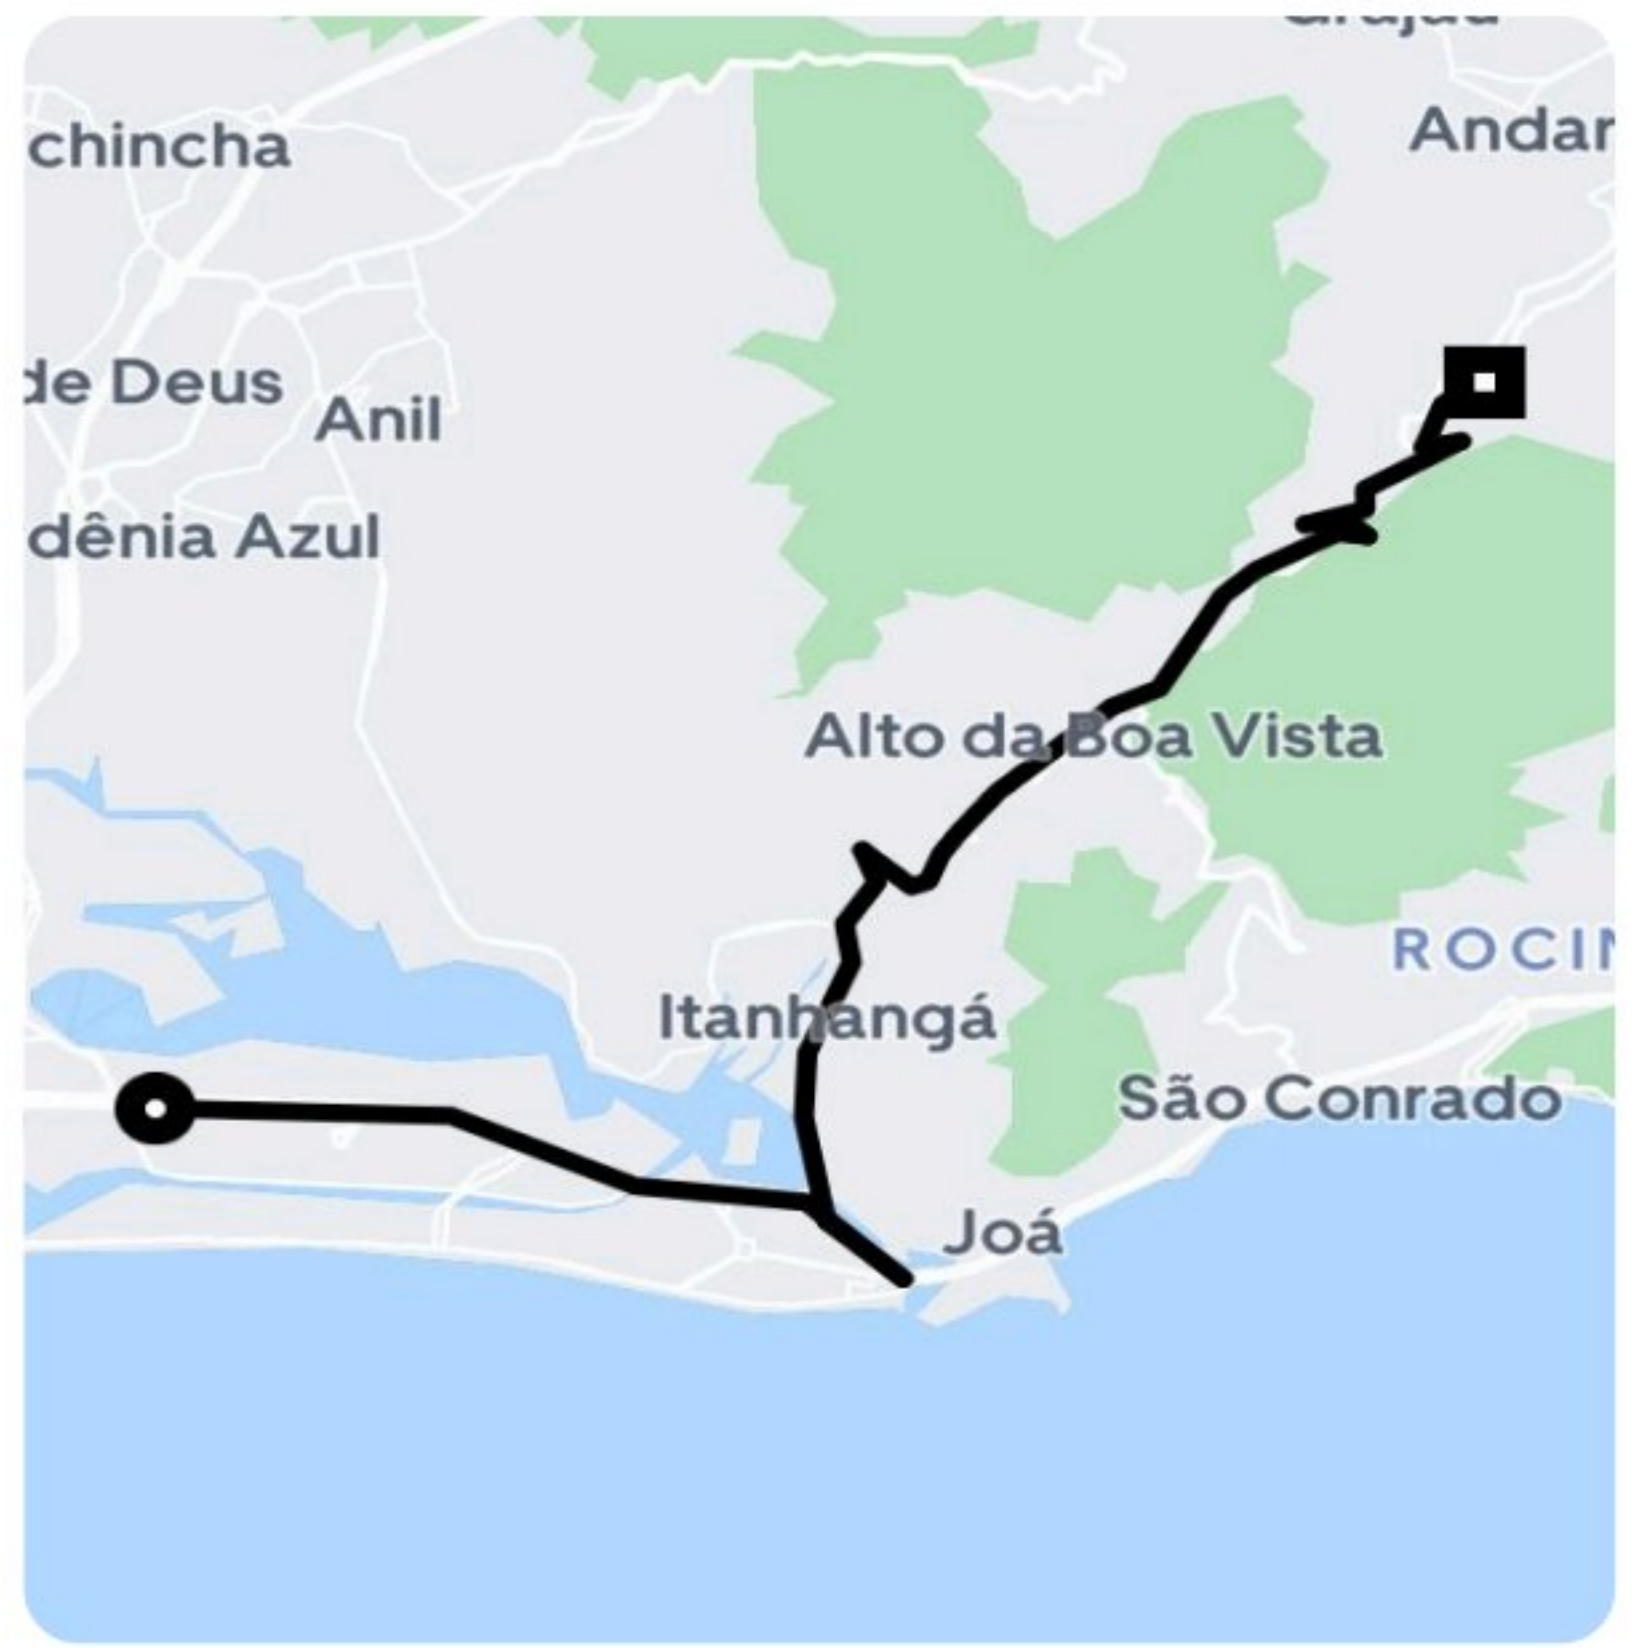 Andar
chincha
de Deus
Anil
dênia Azul
Alto da Boa Vista
ROCIN
Itanhangá
São Conrado
Joá